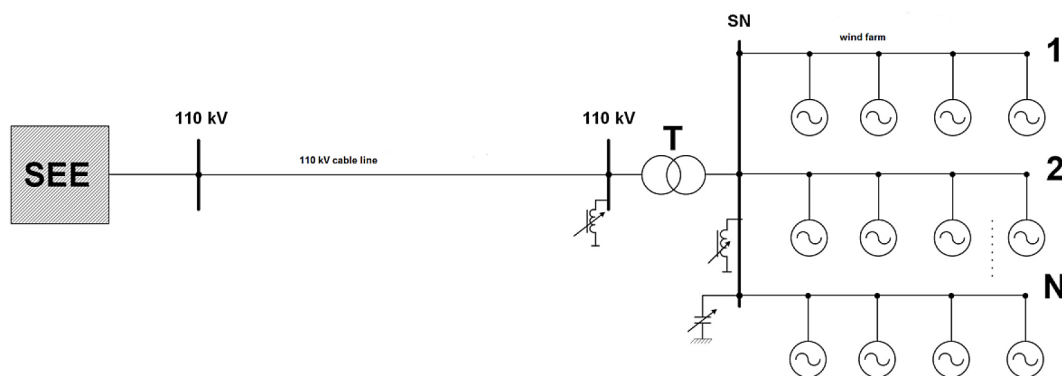 SN
wind farm
1
110 kV
110 kV
T
SEE
110 kV cable line
2
N